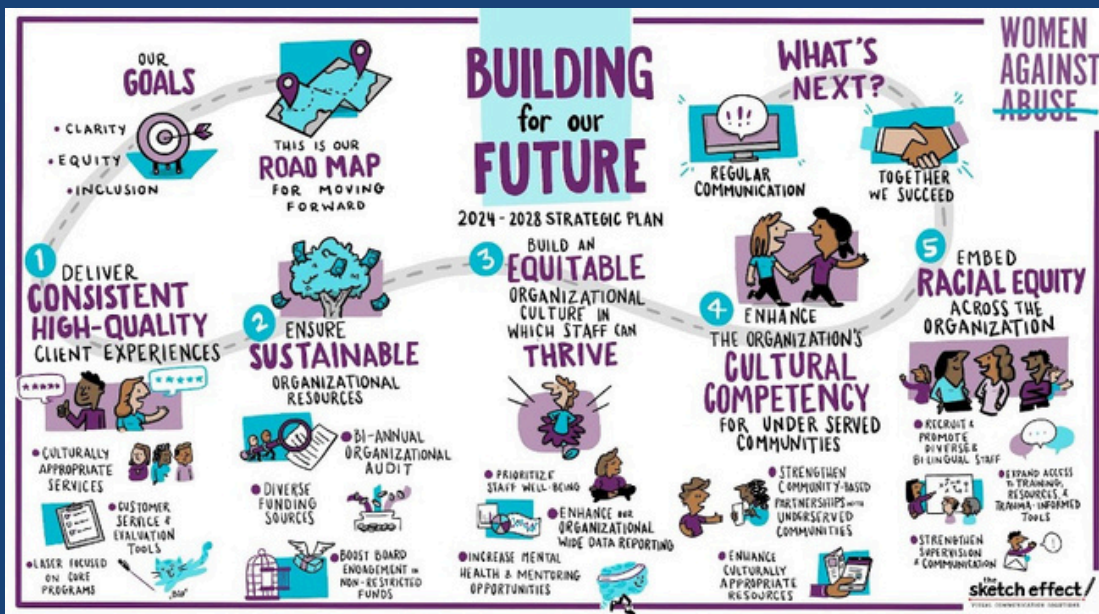 OUR
GOALS
• CLARITY
• EQUITY
• INCLUSION
THIS IS OUR
ROAD MAP
FOR MOVING
FORWARD
BUILDING
for our
FUTURE
2024-2028 STRATEGIC PLAN
WHAT'S
NEXT?
!!!
REGULAR
COMMUNICATION
TOGETHER
WE SUCCEED
WOMEN
AGAINST
ABUSE
1
DELIVER
CONSISTENT
HIGH-QUALITY
CLIENT EXPERIENCES
• CULTURALLY
APPROPRIATE
SERVICES
• CUSTOMER
SERVICE &
EVALUATION
TOOLS
• LASER FOCUSED
ON CORE
PROGRAMS
2
ENSURE
SUSTAINABLE
ORGANIZATIONAL
RESOURCES
• BI-ANNUAL
ORGANIZATIONAL
AUDIT
• DIVERSE
FUNDING
SOURCES
• BOOST BOARD
ENGAGEMENT IN
NON-RESTRICTED
FUNDS
3
BUILD AN
EQUITABLE
ORGANIZATIONAL
CULTURE IN
WHICH STAFF CAN
THRIVE
• PRIORITIZE
STAFF WELL-BEING
• ENHANCE OUR
ORGANIZATIONAL
WIDE DATA REPORTING
• INCREASE MENTAL
HEALTH & MENTORING
OPPORTUNITIES
4
ENHANCE
THE ORGANIZATION'S
CULTURAL
COMPETENCY
FOR UNDER SERVED
COMMUNITIES
• STRENGTHEN
COMMUNITY-BASED
PARTNERSHIPS WITH
UNDERSERVED
COMMUNITIES
• ENHANCE
CULTURALLY
APPROPRIATE
RESOURCES
5
EMBED
RACIAL EQUITY
ACROSS THE
ORGANIZATION
• RECRUIT &
PROMOTE
DIVERSE &
BILINGUAL STAFF
• EXPAND ACCESS
TO TRAINING,
RESOURCES, &
TRAUMA-INFORMED
TOOLS
• STRENGTHEN
SUPERVISION
& COMMUNICATION
the
sketch effect
VISUAL COMMUNICATION SOLUTIONS